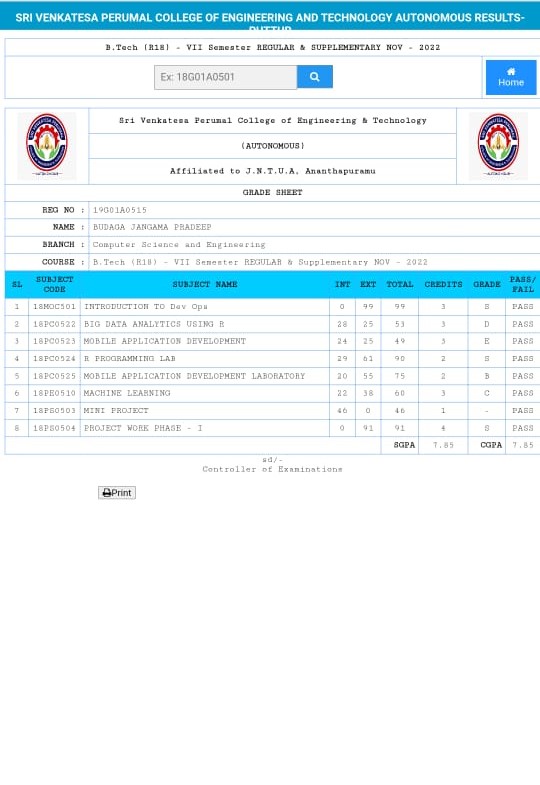 SRI VENKATESA PERUMAL COLLEGE OF ENGINEERING AND TECHNOLOGY AUTONOMOUS RESULTS-
B.Tech (R18) - VII Semester REGULAR & SUPPLEMENTARY NOV - 2022
Ex: 18G01A0501
Home
Sri Venkatesa Perumal College of Engineering & Technology
(AUTONOMOUS)
Affiliated to J.N.T.U.A, Ananthapuramu
GRADE SHEET
REG NO : 19G01A0515
NAME : BUDAGA JANGAMA PRADEEP
BRANCH : Computer Science and Engineering
COURSE : B.Tech (R18) - VII Semester REGULAR & Supplementary NOV - 2022
SL SUBJECT CODE SUBJECT NAME INT EXT TOTAL CREDITS GRADE PASS/ FAIL
1 18MOC501 INTRODUCTION TO Dev Ops 0 99 99 3 S PASS
2 18PC0522 BIG DATA ANALYTICS USING R 28 25 53 3 D PASS
3 18PC0523 MOBILE APPLICATION DEVELOPMENT 24 25 49 3 E PASS
4 18PC0524 R PROGRAMMING LAB 29 61 90 2 S PASS
5 18PC0525 MOBILE APPLICATION DEVELOPMENT LABORATORY 20 55 75 2 B PASS
6 18PE0510 MACHINE LEARNING 22 38 60 3 C PASS
7 18PS0503 MINI PROJECT 46 0 46 1 - PASS
8 18PS0504 PROJECT WORK PHASE - I 0 91 91 4 S PASS
SGPA 7.85 CGPA 7.85
sd/-
Controller of Examinations
Print